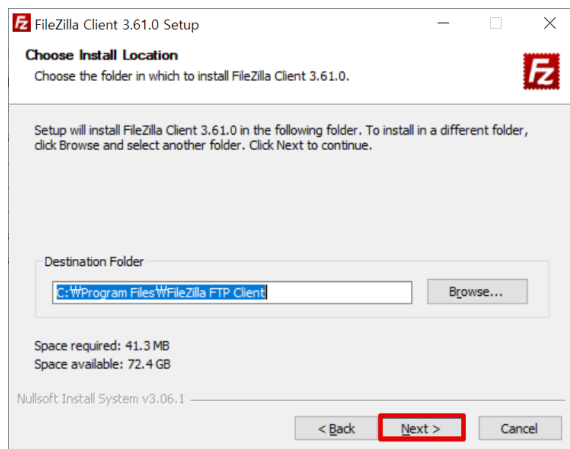 FileZilla Client 3.61.0 Setup
Choose Install Location
Choose the folder in which to install FileZilla Client 3.61.0.
Fz
Setup will install FileZilla Client 3.61.0 in the following folder. To install in a different folder,
click Browse and select another folder. Click Next to continue.
Destination Folder
C:₩Program Files₩FileZilla FTP Client
Browse...
Space required: 41.3 MB
Space available: 72.4 GB
Nullsoft Install System v3.06.1
< Back
Next >
Cancel